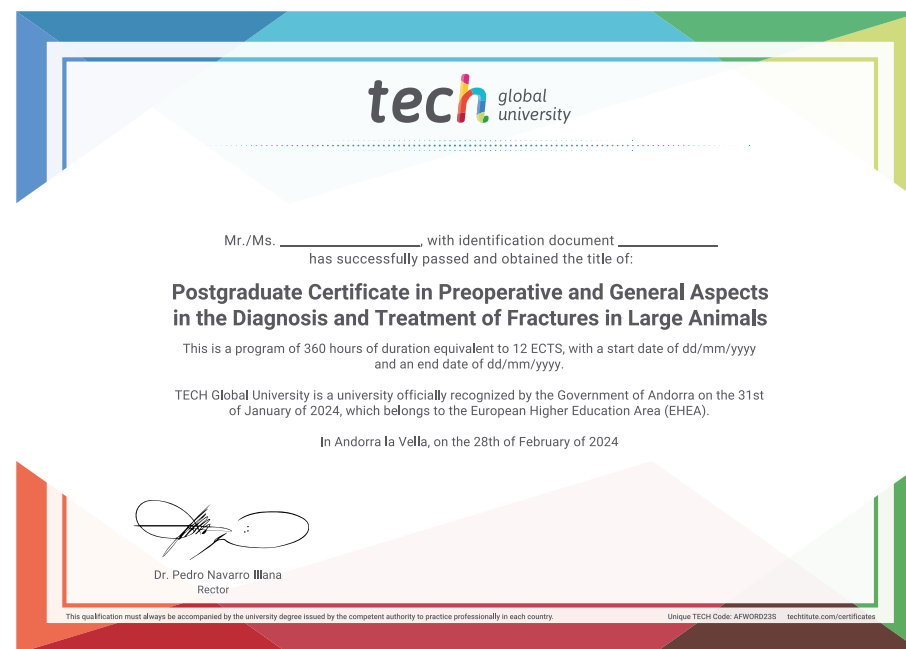 tech global university
Mr./Ms. ____________, with identification document ____________
has successfully passed and obtained the title of:
Postgraduate Certificate in Preoperative and General Aspects
in the Diagnosis and Treatment of Fractures in Large Animals
This is a program of 360 hours of duration equivalent to 12 ECTS, with a start date of dd/mm/yyyy
and an end date of dd/mm/yyyy.
TECH Global University is a university officially recognized by the Government of Andorra on the 31st
of January of 2024, which belongs to the European Higher Education Area (EHEA).
In Andorra la Vella, on the 28th of February of 2024
Dr. Pedro Navarro Illana
Rector
This qualification must always be accompanied by the university degree issued by the competent authority to practice professionally in each country.
Unique TECH Code: AFWORD23S techtitute.com/certificates